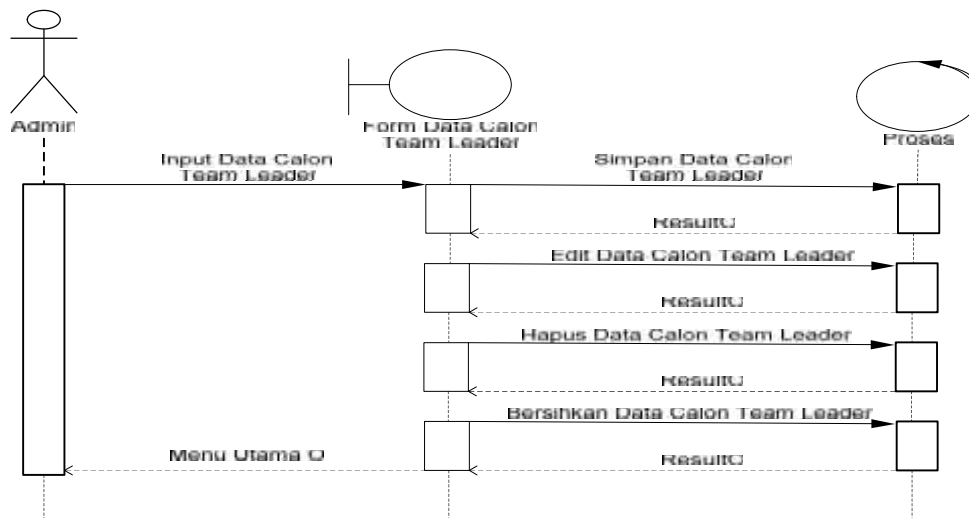 Admin
Form Data Calon
Team Leader
Proses
Input Data Calon
Team Leader
Simpan Data Calon
Team Leader
Result()
Edit Data Calon Team Leader
Result()
Hapus Data Calon Team Leader
Result()
Bersihkan Data Calon Team Leader
Menu Utama ()
Result()